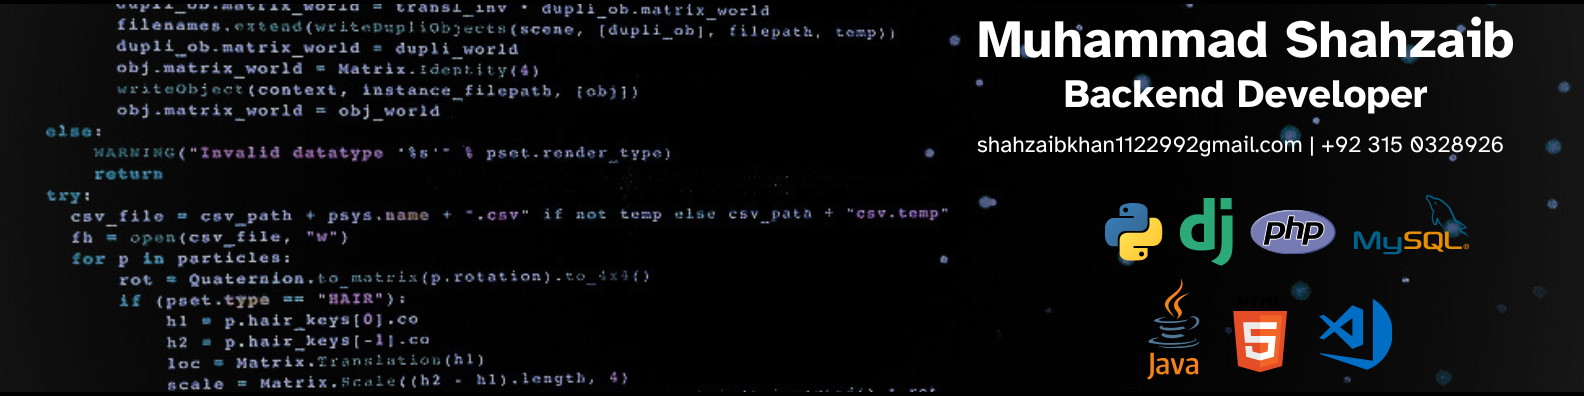 dupli_ob.matrix_world = transl_inv * dupli_ob.matrix_world
filenames.extend(writeDupliObjects(scene, [dupli_ob], filepath, temp))
dupli_ob.matrix_world = dupli_world
obj.matrix_world = Matrix.Identity(4)
writeObject(context, instance_filepath, [obj])
obj.matrix_world = obj_world
else:
WARNING("Invalid datatype '%s'" % pset.render_type)
return
try:
csv_file = csv_path + psys.name + ".csv" if not temp else csv_path + "csv.temp"
fh = open(csv_file, "w")
for p in particles:
rot = Quaternion.to_matrix(p.rotation).to_4x4()
if (pset.type == "HAIR"):
h1 = p.hair_keys[0].co
h2 = p.hair_keys[-1].co
loc = Matrix.Translation(h1)
scale = Matrix.Scale((h2 - h1).length, 4)
Muhammad Shahzaib
Backend Developer
shahzaibkhan1122992gmail.com | +92 315 0328926
dj
php
MySQL®
Java
HTML
5